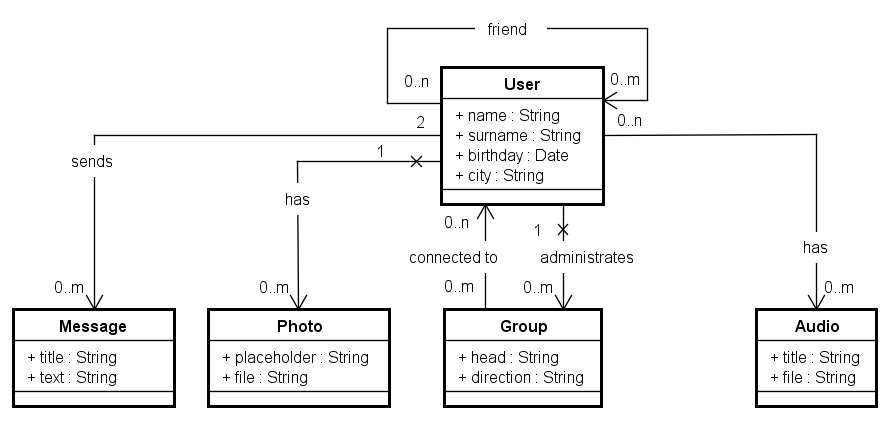 friend
0..n
0..m
User
+ name : String
+ surname : String
+ birthday : Date
+ city : String
2
0..n
sends
1
has
0..n
1
connected to
administrates
has
0..m
0..m
0..m
0..m
0..m
Message
+ title : String
+ text : String
Photo
+ placeholder : String
+ file : String
Group
+ head : String
+ direction : String
Audio
+ title : String
+ file : String